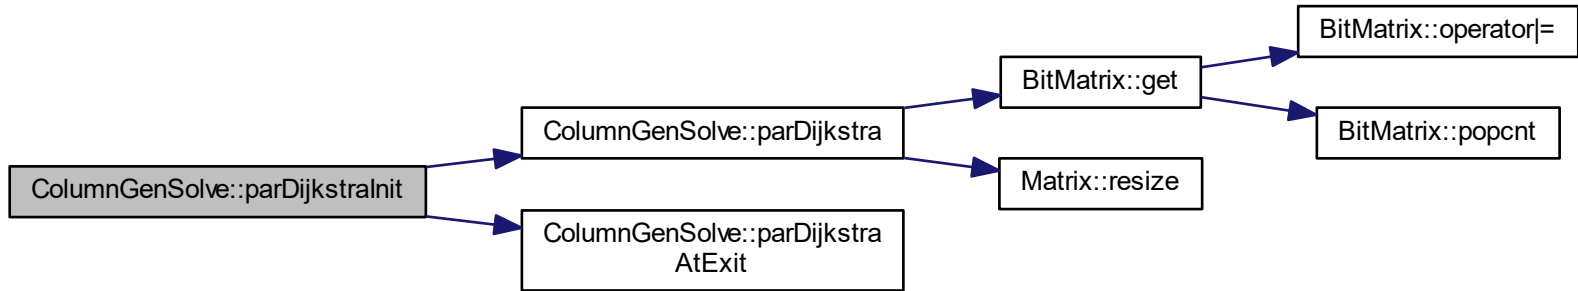 BitMatrix::operator|=
BitMatrix::get
ColumnGenSolve::parDijkstra
BitMatrix::popcnt
ColumnGenSolve::parDijkstraInit
Matrix::resize
ColumnGenSolve::parDijkstra
AtExit